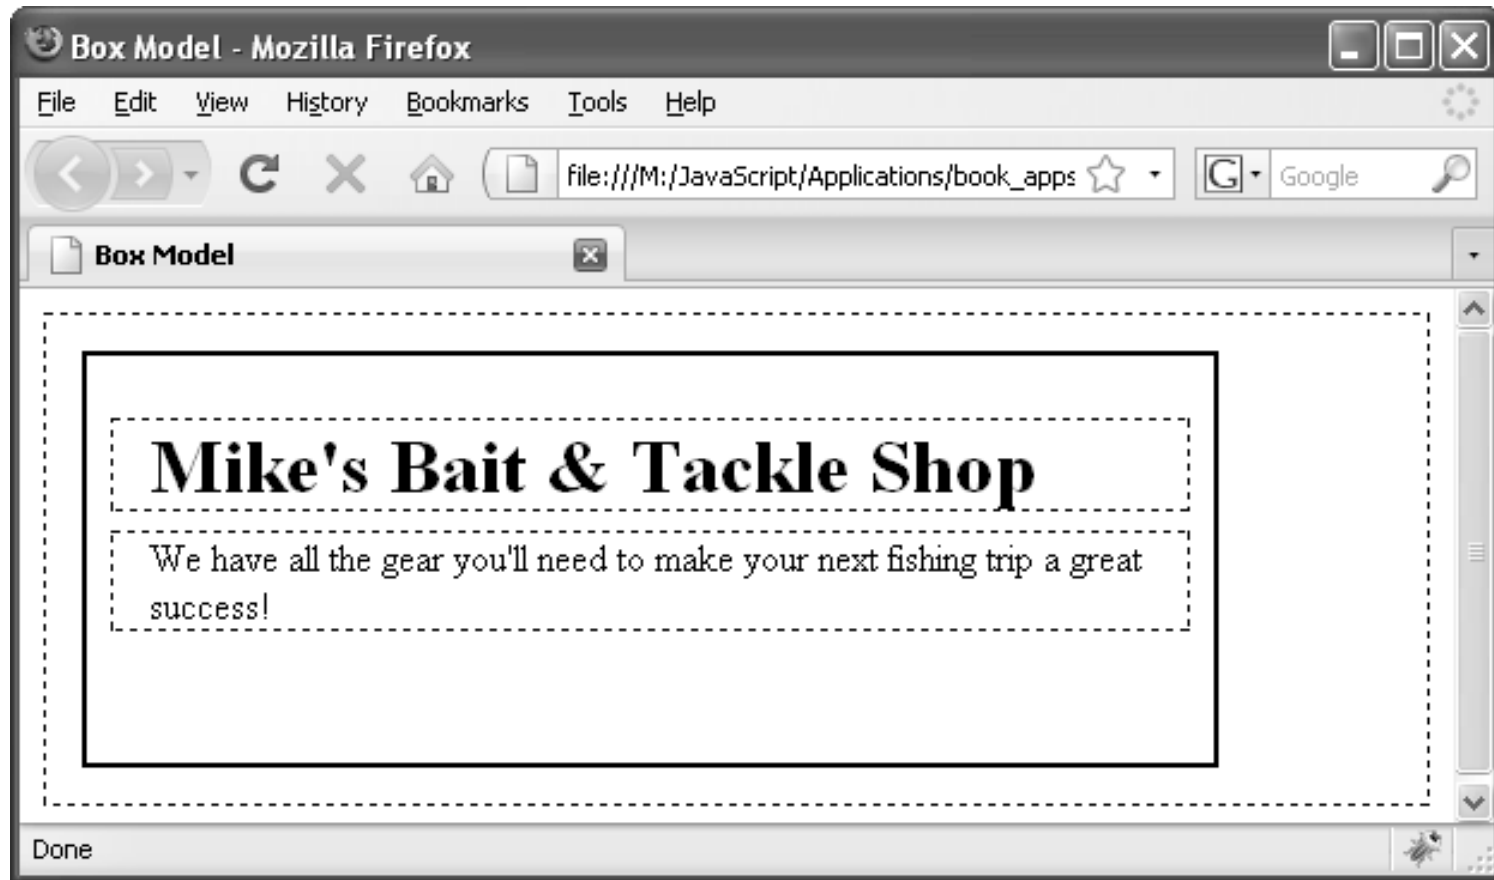 Box Model - Mozilla Firefox
File Edit View History Bookmarks Tools Help
file:///M:/JavaScript/Applications/book_apps G Google
Box Model
Mike's Bait & Tackle Shop
We have all the gear you'll need to make your next fishing trip a great
success!
Done